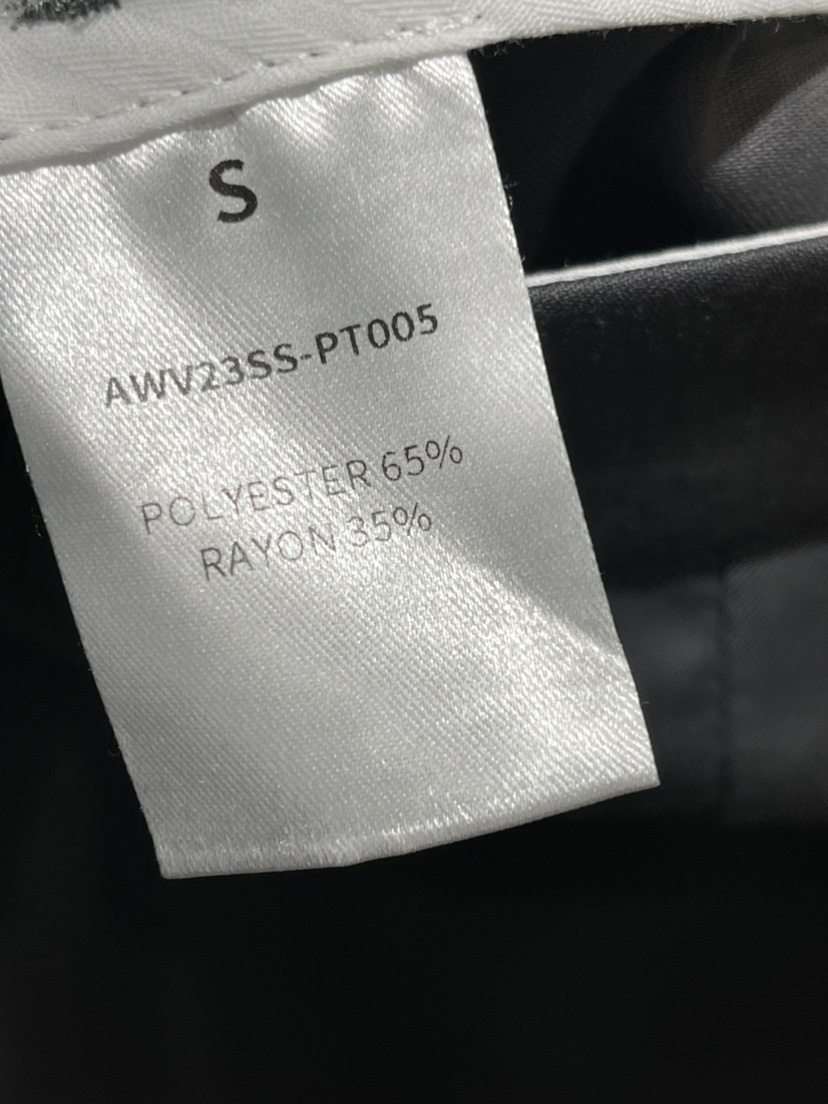 S
AWV23SS-PT005
POLYESTER 65%
RAYON 35%